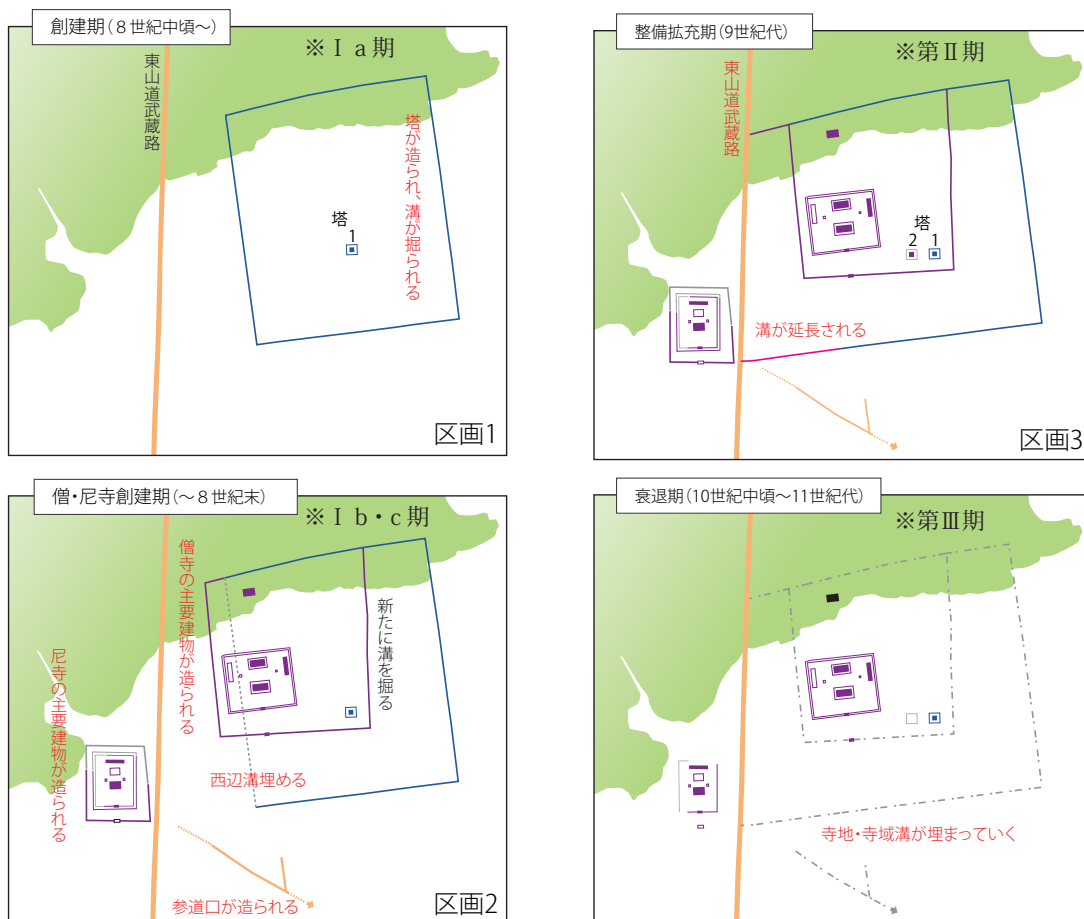 創建期(8世紀中頃~)
※Ⅰa期
東山道武蔵路
塔が造られ、溝が掘られる
塔
1
区画1
僧・尼寺創建期(~8世紀末)
※Ⅰb・c期
僧寺の主要建物が造られる
新たに溝を掘る
尼寺の主要建物が造られる
西辺溝埋める
参道口が造られる
区画2
整備拡充期(9世紀代)
※第Ⅱ期
東山道武蔵路
塔
2 1
溝が延長される
区画3
衰退期(10世紀中頃~11世紀代)
※第Ⅲ期
寺地・寺域溝が埋まっていく